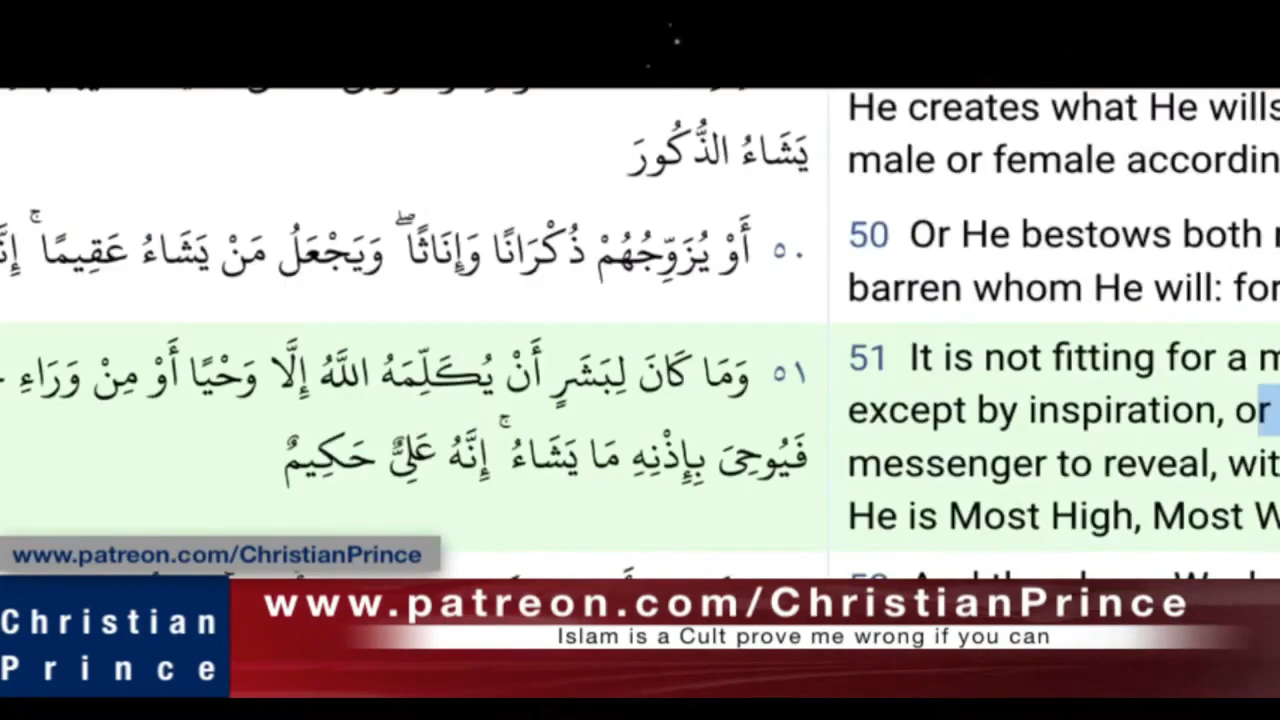 He creates what He wills
يَشَاءُ الذُّكُورَ
male or female accordin
٥٠ أَوْ يُزَوِّجُهُمْ ذُكْرَانًا وَإِنَاثًا ۖ وَيَجْعَلُ مَنْ يَشَاءُ عَقِيمًا ۚ إِنَّ
50 Or He bestows both
barren whom He will: for
٥١ وَمَا كَانَ لِبَشَرٍ أَنْ يُكَلِّمَهُ اللَّهُ إِلَّا وَحْيًا أَوْ مِنْ وَرَاءِ
فَيُوحِيَ بِإِذْنِهِ مَا يَشَاءُ ۚ إِنَّهُ عَلِيٌّ حَكِيمٌ
51 It is not fitting for a m
except by inspiration, or
messenger to reveal, wit
He is Most High, Most W
www.patreon.com/ChristianPrince
www.patreon.com/ChristianPrince
Islam is a Cult prove me wrong if you can
Christian
Prince